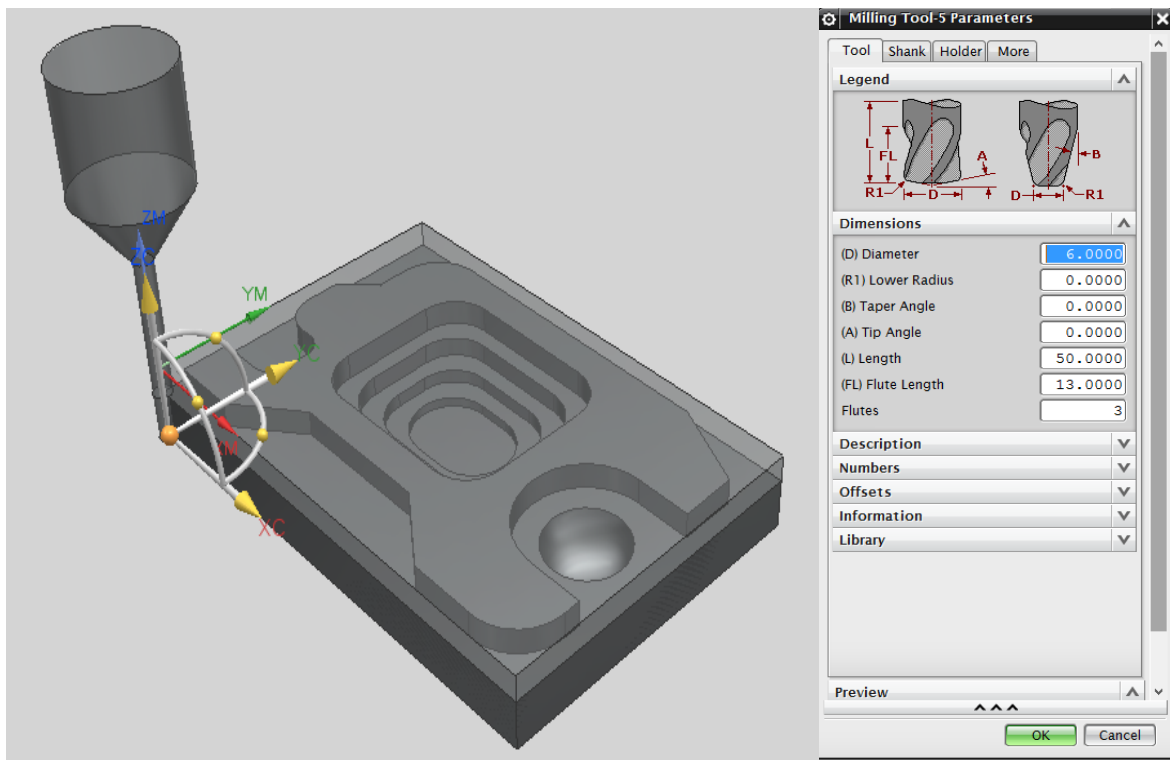 ZM
ZC
YM
YC
XM
XC
Milling Tool-5 Parameters
Tool Shank Holder More
Legend
L
FL
A
B
R1 D
D R1
Dimensions
(D) Diameter 6.0000
(R1) Lower Radius 0.0000
(B) Taper Angle 0.0000
(A) Tip Angle 0.0000
(L) Length 50.0000
(FL) Flute Length 13.0000
Flutes 3
Description
Numbers
Offsets
Information
Library
Preview
OK Cancel